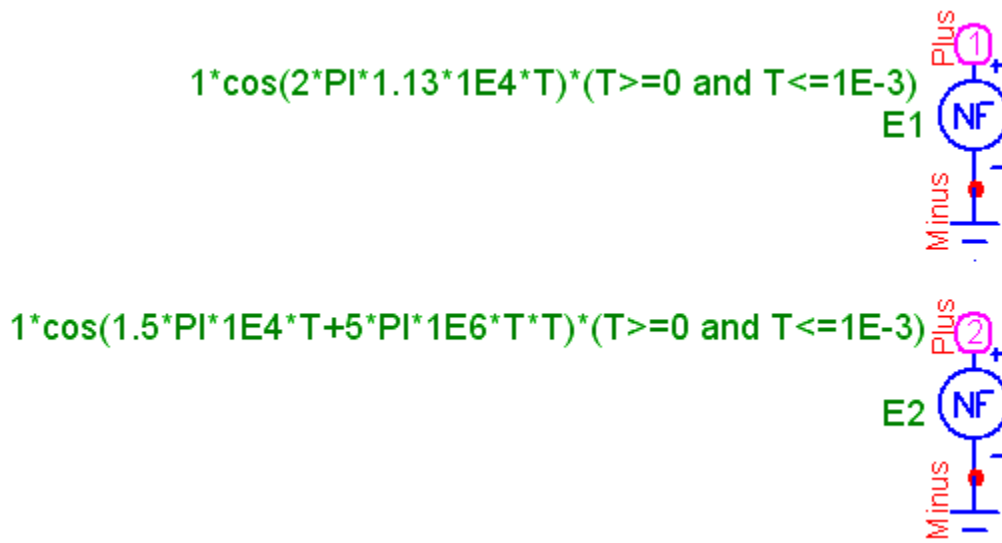 Plus
1
1*cos(2*PI*1.13*1E4*T)*(T>=0 and T<=1E-3)
+
E1
NF
-
Minus
1*cos(1.5*PI*1E4*T+5*PI*1E6*T*T)*(T>=0 and T<=1E-3)
Plus
2
+
E2
NF
-
Minus